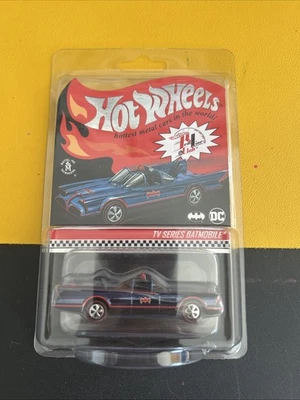 HOT WHEELS
hottest metal cars in the world!
DC
TV SERIES BATMOBILE